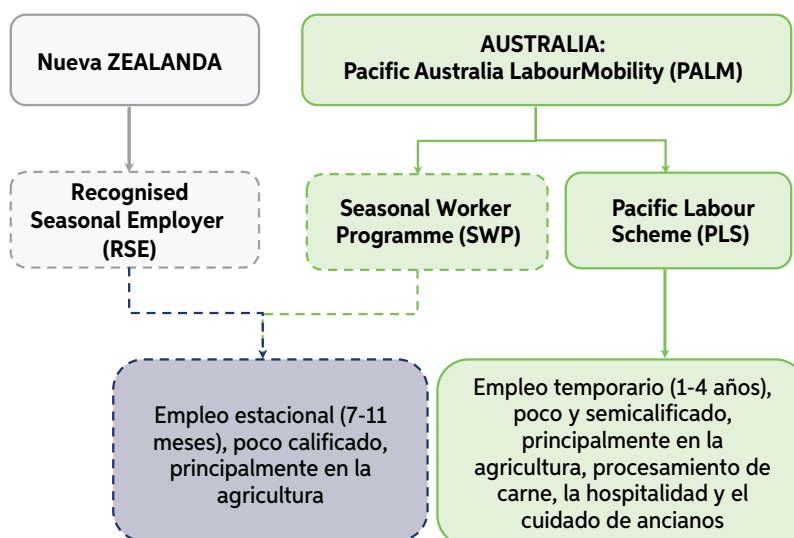 Nueva ZEALANDA
AUSTRALIA:
Pacific Australia LabourMobility (PALM)
Recognised
Seasonal Employer
(RSE)
Seasonal Worker
Programme (SWP)
Pacific Labour
Scheme (PLS)
Empleo estacional (7-11
meses), poco calificado,
principalmente en la
agricultura
Empleo temporario (1-4 años),
poco y semicalificado,
principalmente en la
agricultura, procesamiento de
carne, la hospitalidad y el
cuidado de ancianos